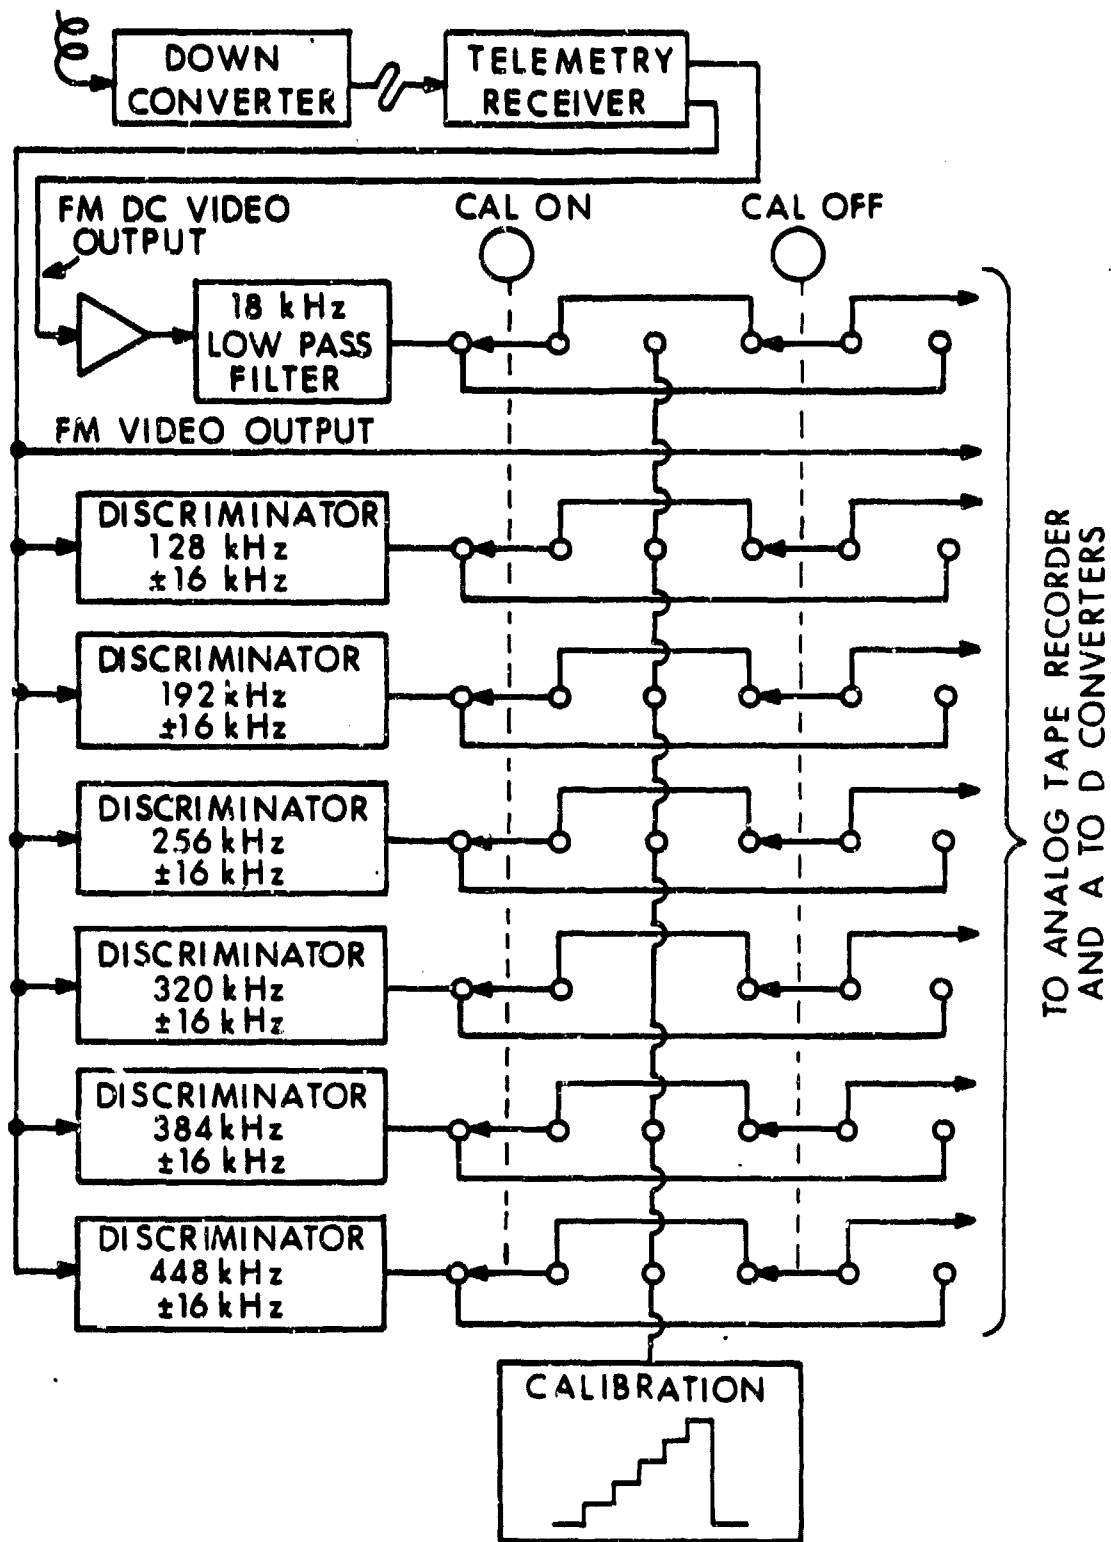 DOWN
CONVERTER
TELEMETRY
RECEIVER
FM DC VIDEO
OUTPUT
CAL ON
CAL OFF
18 kHz
LOW PASS
FILTER
FM VIDEO OUTPUT
DISCRIMINATOR
128 kHz
±16 kHz
DISCRIMINATOR
192 kHz
±16 kHz
DISCRIMINATOR
256 kHz
±16 kHz
DISCRIMINATOR
320 kHz
±16 kHz
DISCRIMINATOR
384 kHz
±16 kHz
DISCRIMINATOR
448 kHz
±16 kHz
TO ANALOG TAPE RECORDER
AND A TO D CONVERTERS
CALIBRATION